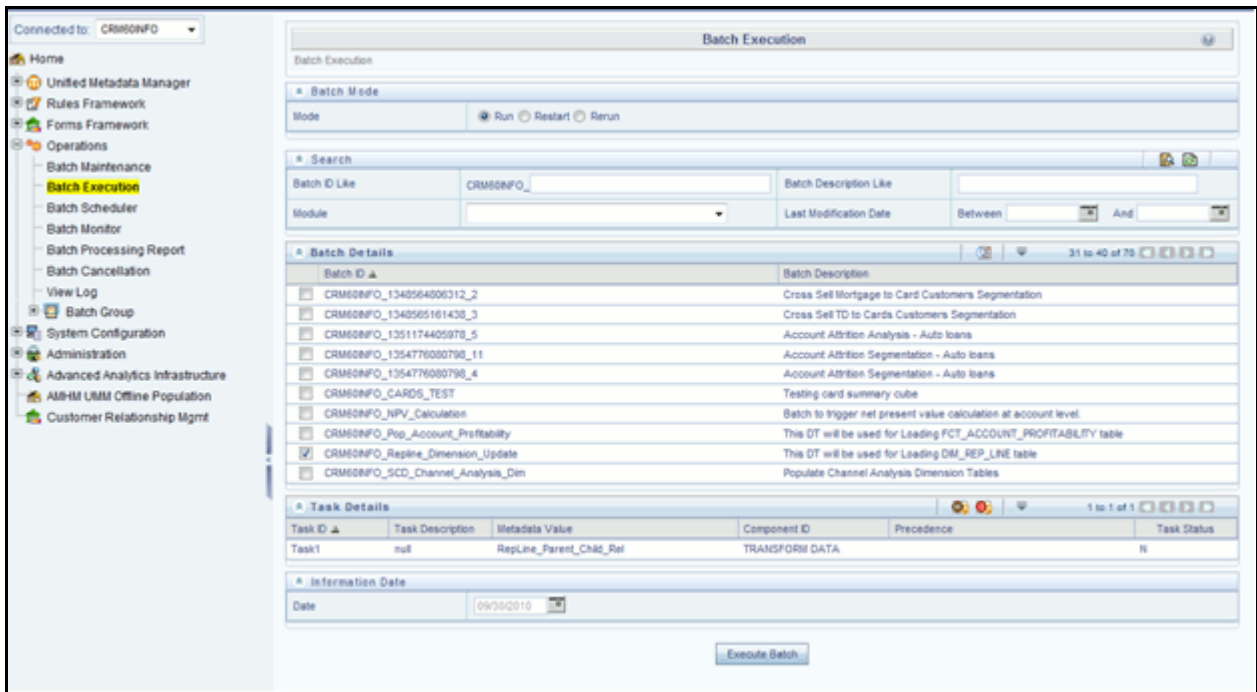 Connected to: CRM60INFO
Home
Unified Metadata Manager
Rules Framework
Forms Framework
Operations
Batch Maintenance
Batch Execution
Batch Scheduler
Batch Monitor
Batch Processing Report
Batch Cancellation
View Log
Batch Group
System Configuration
Administration
Advanced Analytics Infrastructure
AMHM UMM Offline Population
Customer Relationship Mgmt
Batch Execution
Batch Execution
Batch Mode
Mode Run Restart Rerun
Search
Batch ID Like CRM60INFO_ Batch Description Like
Module Last Modification Date Between And
Batch Details 31 to 40 of 78
Batch ID Batch Description
CRM60INFO_1348564806312_2 Cross Sell Mortgage to Card Customers Segmentation
CRM60INFO_1348565161438_3 Cross Sell TD to Cards Customers Segmentation
CRM60INFO_1351174405978_5 Account Attrition Analysis - Auto loans
CRM60INFO_1354776080798_11 Account Attrition Segmentation - Auto loans
CRM60INFO_1354776080798_4 Account Attrition Segmentation - Auto loans
CRM60INFO_CARDS_TEST Testing card summary cube
CRM60INFO_NPV_Calculation Batch to trigger net present value calculation at account level.
CRM60INFO_Pop_Account_Profitability This DT will be used for Loading FCT_ACCOUNT_PROFITABILITY table
CRM60INFO_Repline_Dimension_Update This DT will be used for Loading DIM_REP_LINE table
CRM60INFO_SCD_Channel_Analysis_Dim Populate Channel Analysis Dimension Tables
Task Details 1 to 1 of 1
Task ID Task Description Metadata Value Component ID Precedence Task Status
Task1 null RepLine_Parent_Child_Rel TRANSFORM DATA N
Information Date
Date 09/30/2010
Execute Batch